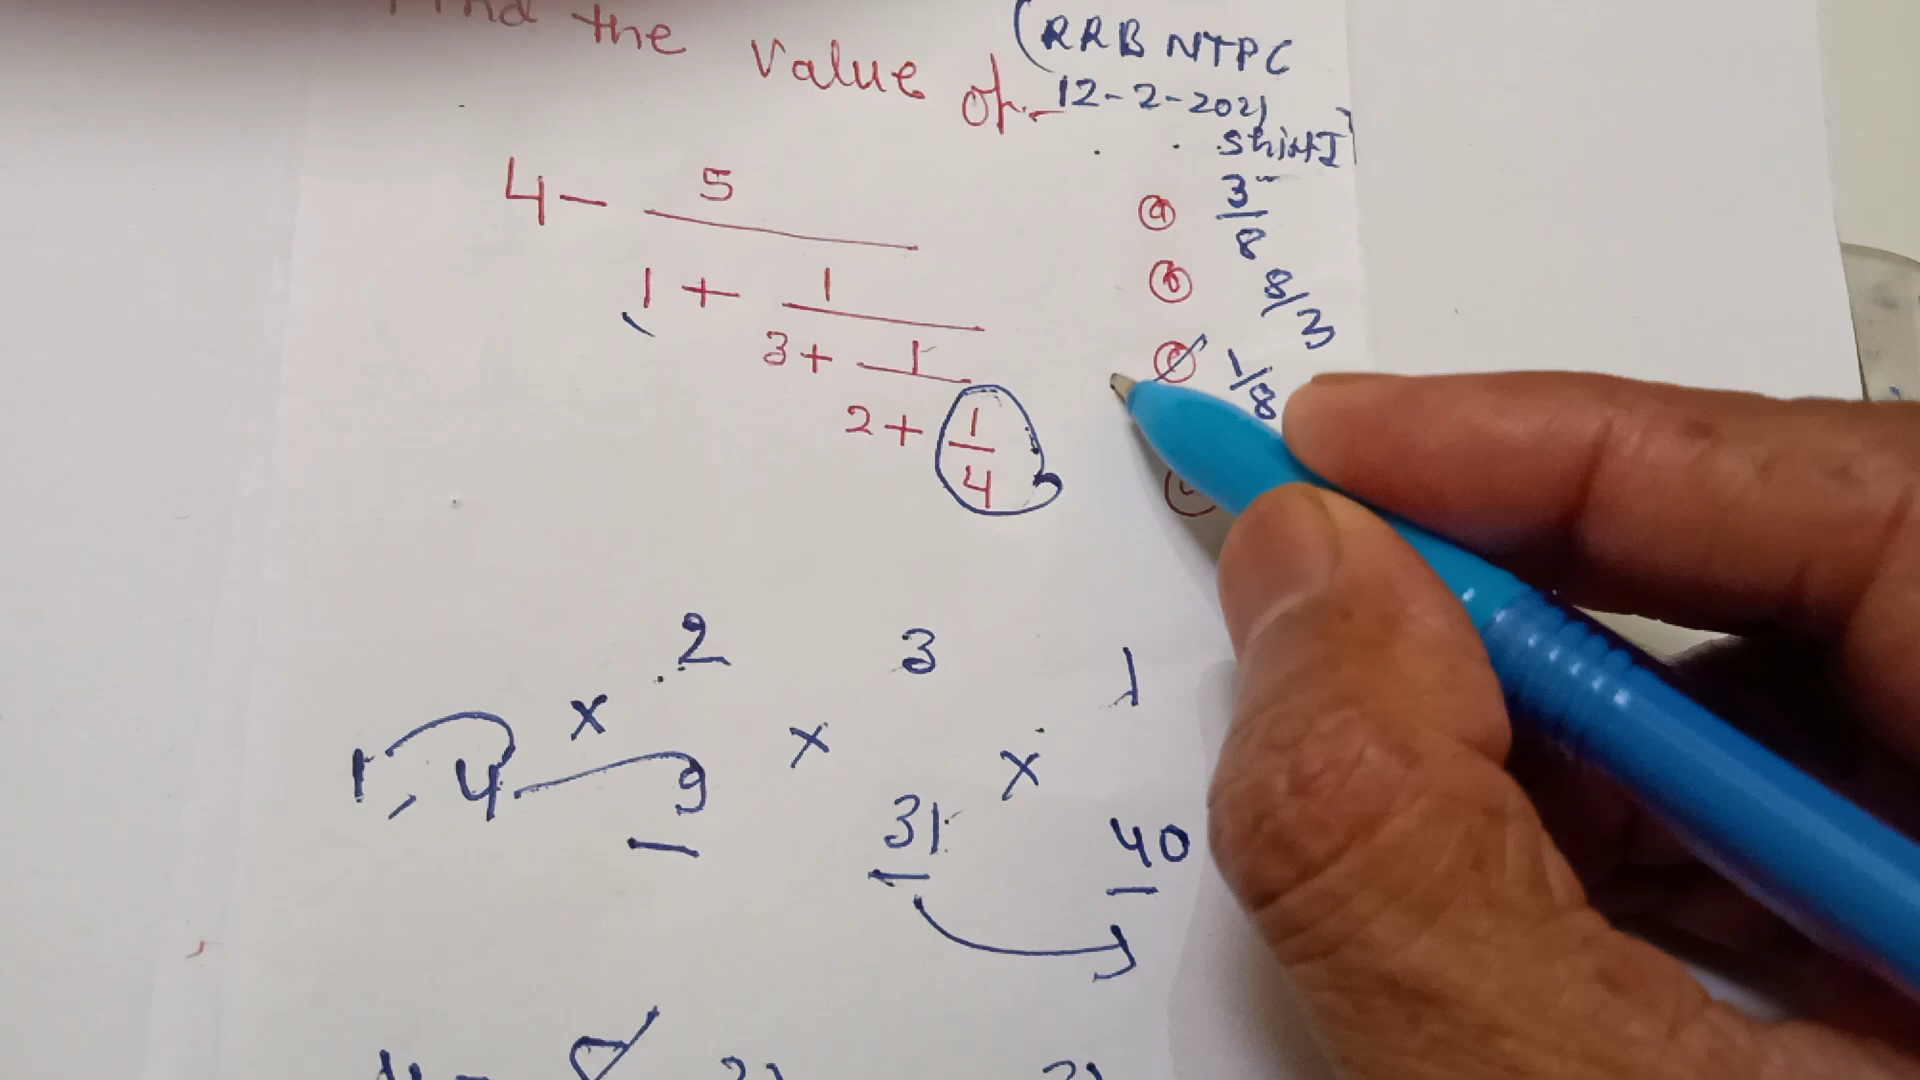 the Value of:-
(RRB NTPC
12-2-2021
Shift I]
4 - 5
1 + 1
3 + 1
2 + 1
4
(a) 3/8
(b) 8/3
(c) 1/8
2 3 1
x x x
1, 4 9 31 40